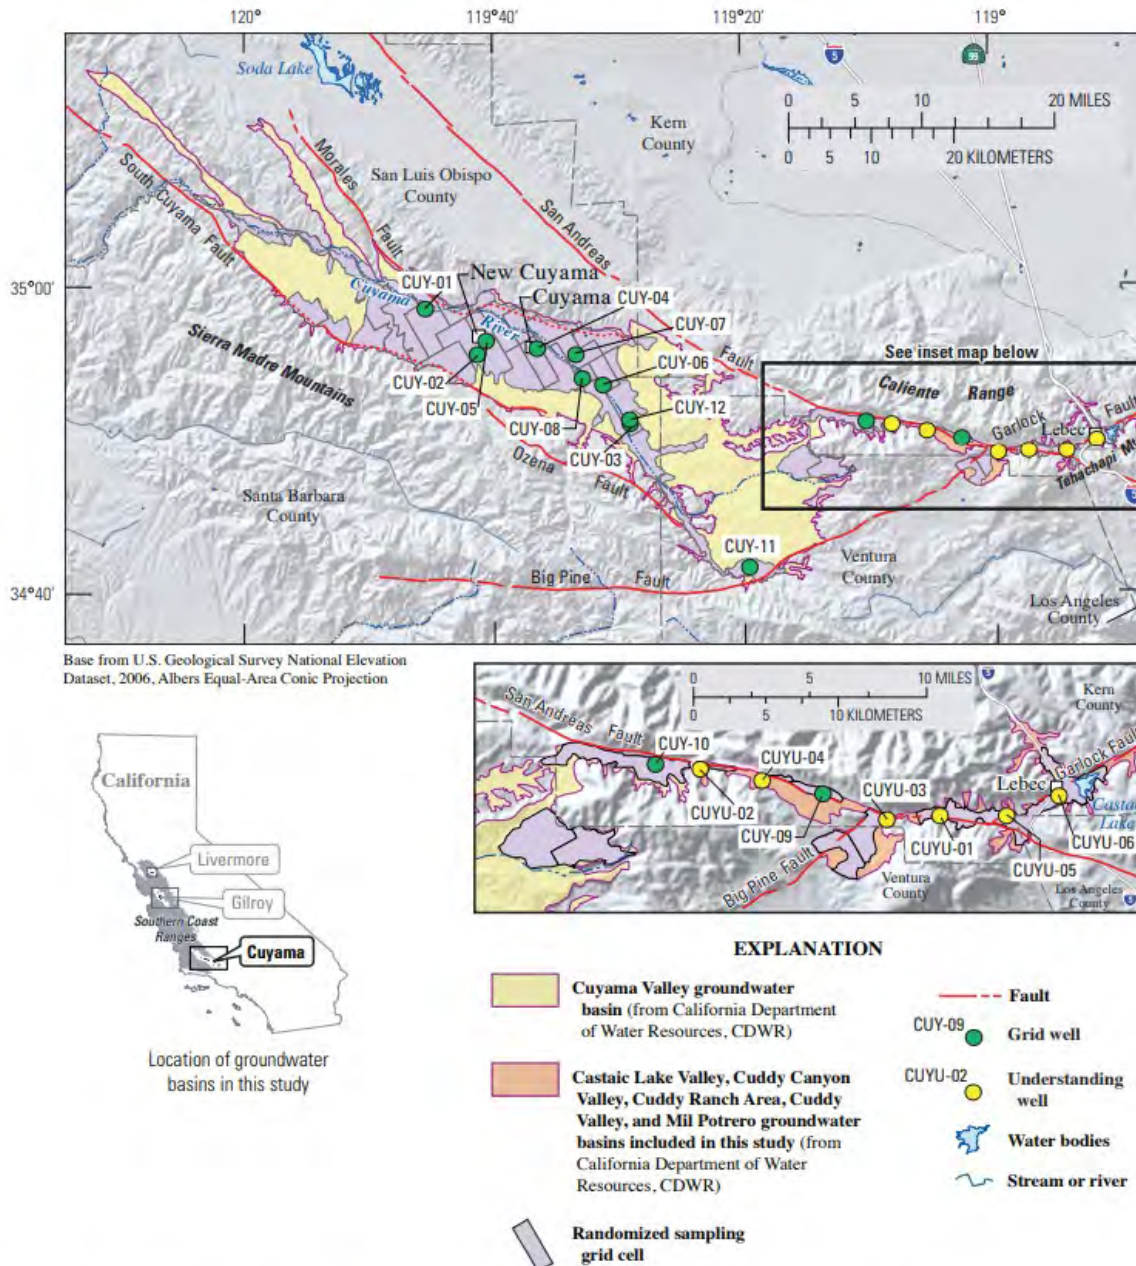 120°
119°40'
119°20'
119°
Soda Lake
5
99
0 5 10 20 MILES
0 5 10 20 KILOMETERS
Kern
County
San Luis Obispo
County
Morales
Fault
South Cuyama Fault
San Andreas
Fault
35°00'
CUY-01
New Cuyama
Cuyama
CUY-04
Cuyama
River
CUY-07
CUY-06
CUY-02
CUY-05
CUY-08
CUY-12
CUY-03
Sierra Madre Mountains
Ozena
Fault
See inset map below
Caliente Range
Garlock
Fault
Lebec
Tehachapi
5
Santa Barbara
County
CUY-11
Ventura
County
Big Pine Fault
Los Angeles
County
34°40'
Base from U.S. Geological Survey National Elevation
Dataset, 2006, Albers Equal-Area Conic Projection
0 5 10 MILES
0 5 10 KILOMETERS
5
Kern
County
San Andreas Fault
CUY-10
CUYU-04
CUYU-03
Garlock Fault
Lebec
CUYU-02
CUY-09
CUYU-01
CUYU-05
CUYU-06
Lake
Big Pine Fault
Ventura
County
Los Angeles
County
5
California
Livermore
Gilroy
Southern Coast
Ranges
Cuyama
Location of groundwater
basins in this study
EXPLANATION
Cuyama Valley groundwater
basin (from California Department
of Water Resources, CDWR)
Castaic Lake Valley, Cuddy Canyon
Valley, Cuddy Ranch Area, Cuddy
Valley, and Mil Potrero groundwater
basins included in this study (from
California Department of Water
Resources, CDWR)
Randomized sampling
grid cell
Fault
CUY-09
Grid well
CUYU-02
Understanding
well
Water bodies
Stream or river